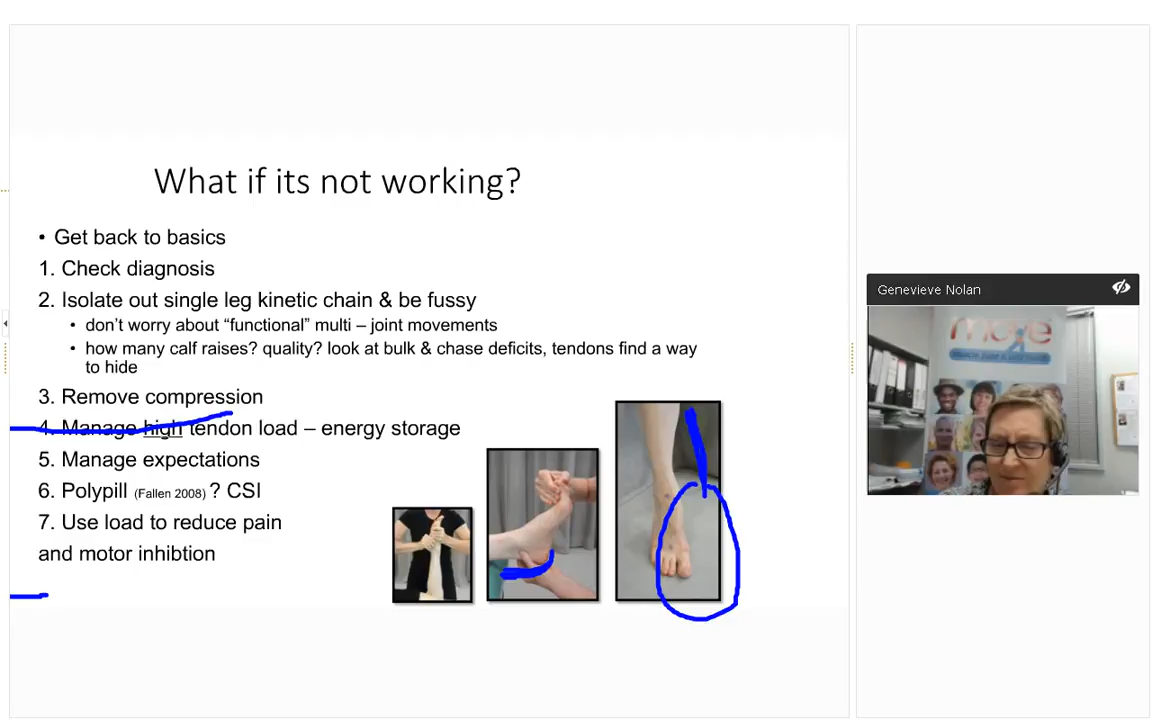 What if its not working?
• Get back to basics
1. Check diagnosis
2. Isolate out single leg kinetic chain & be fussy
• don’t worry about “functional” multi – joint movements
• how many calf raises? quality? look at bulk & chase deficits, tendons find a way
to hide
3. Remove compression
4. Manage high tendon load – energy storage
5. Manage expectations
6. Polypill (Fallen 2008) ? CSI
7. Use load to reduce pain
and motor inhibtion
Genevieve Nolan
move